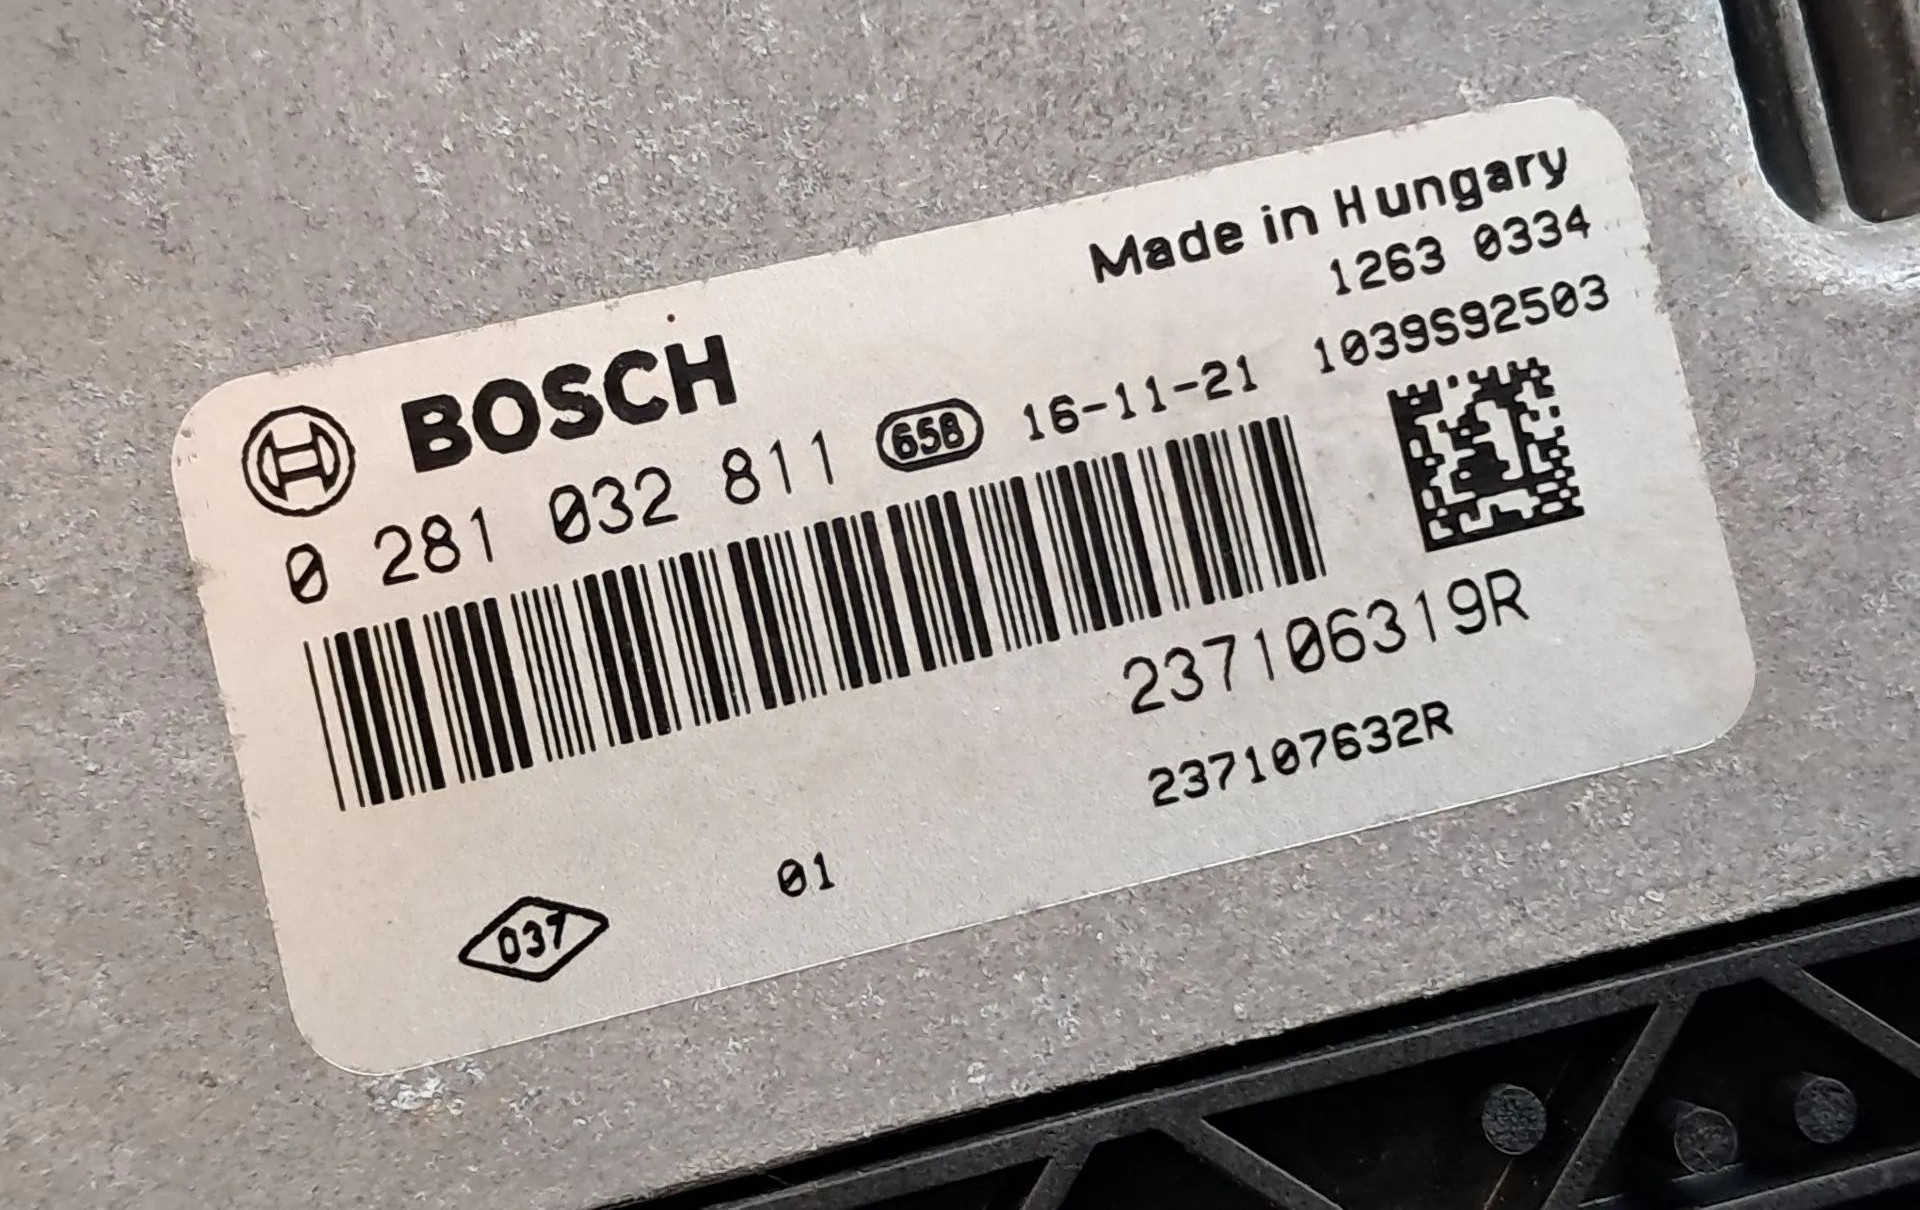 Made in Hungary
1263 0334
BOSCH
0 281 032 811 658 16-11-21 1039S92503
237106319R
237107632R
01
037